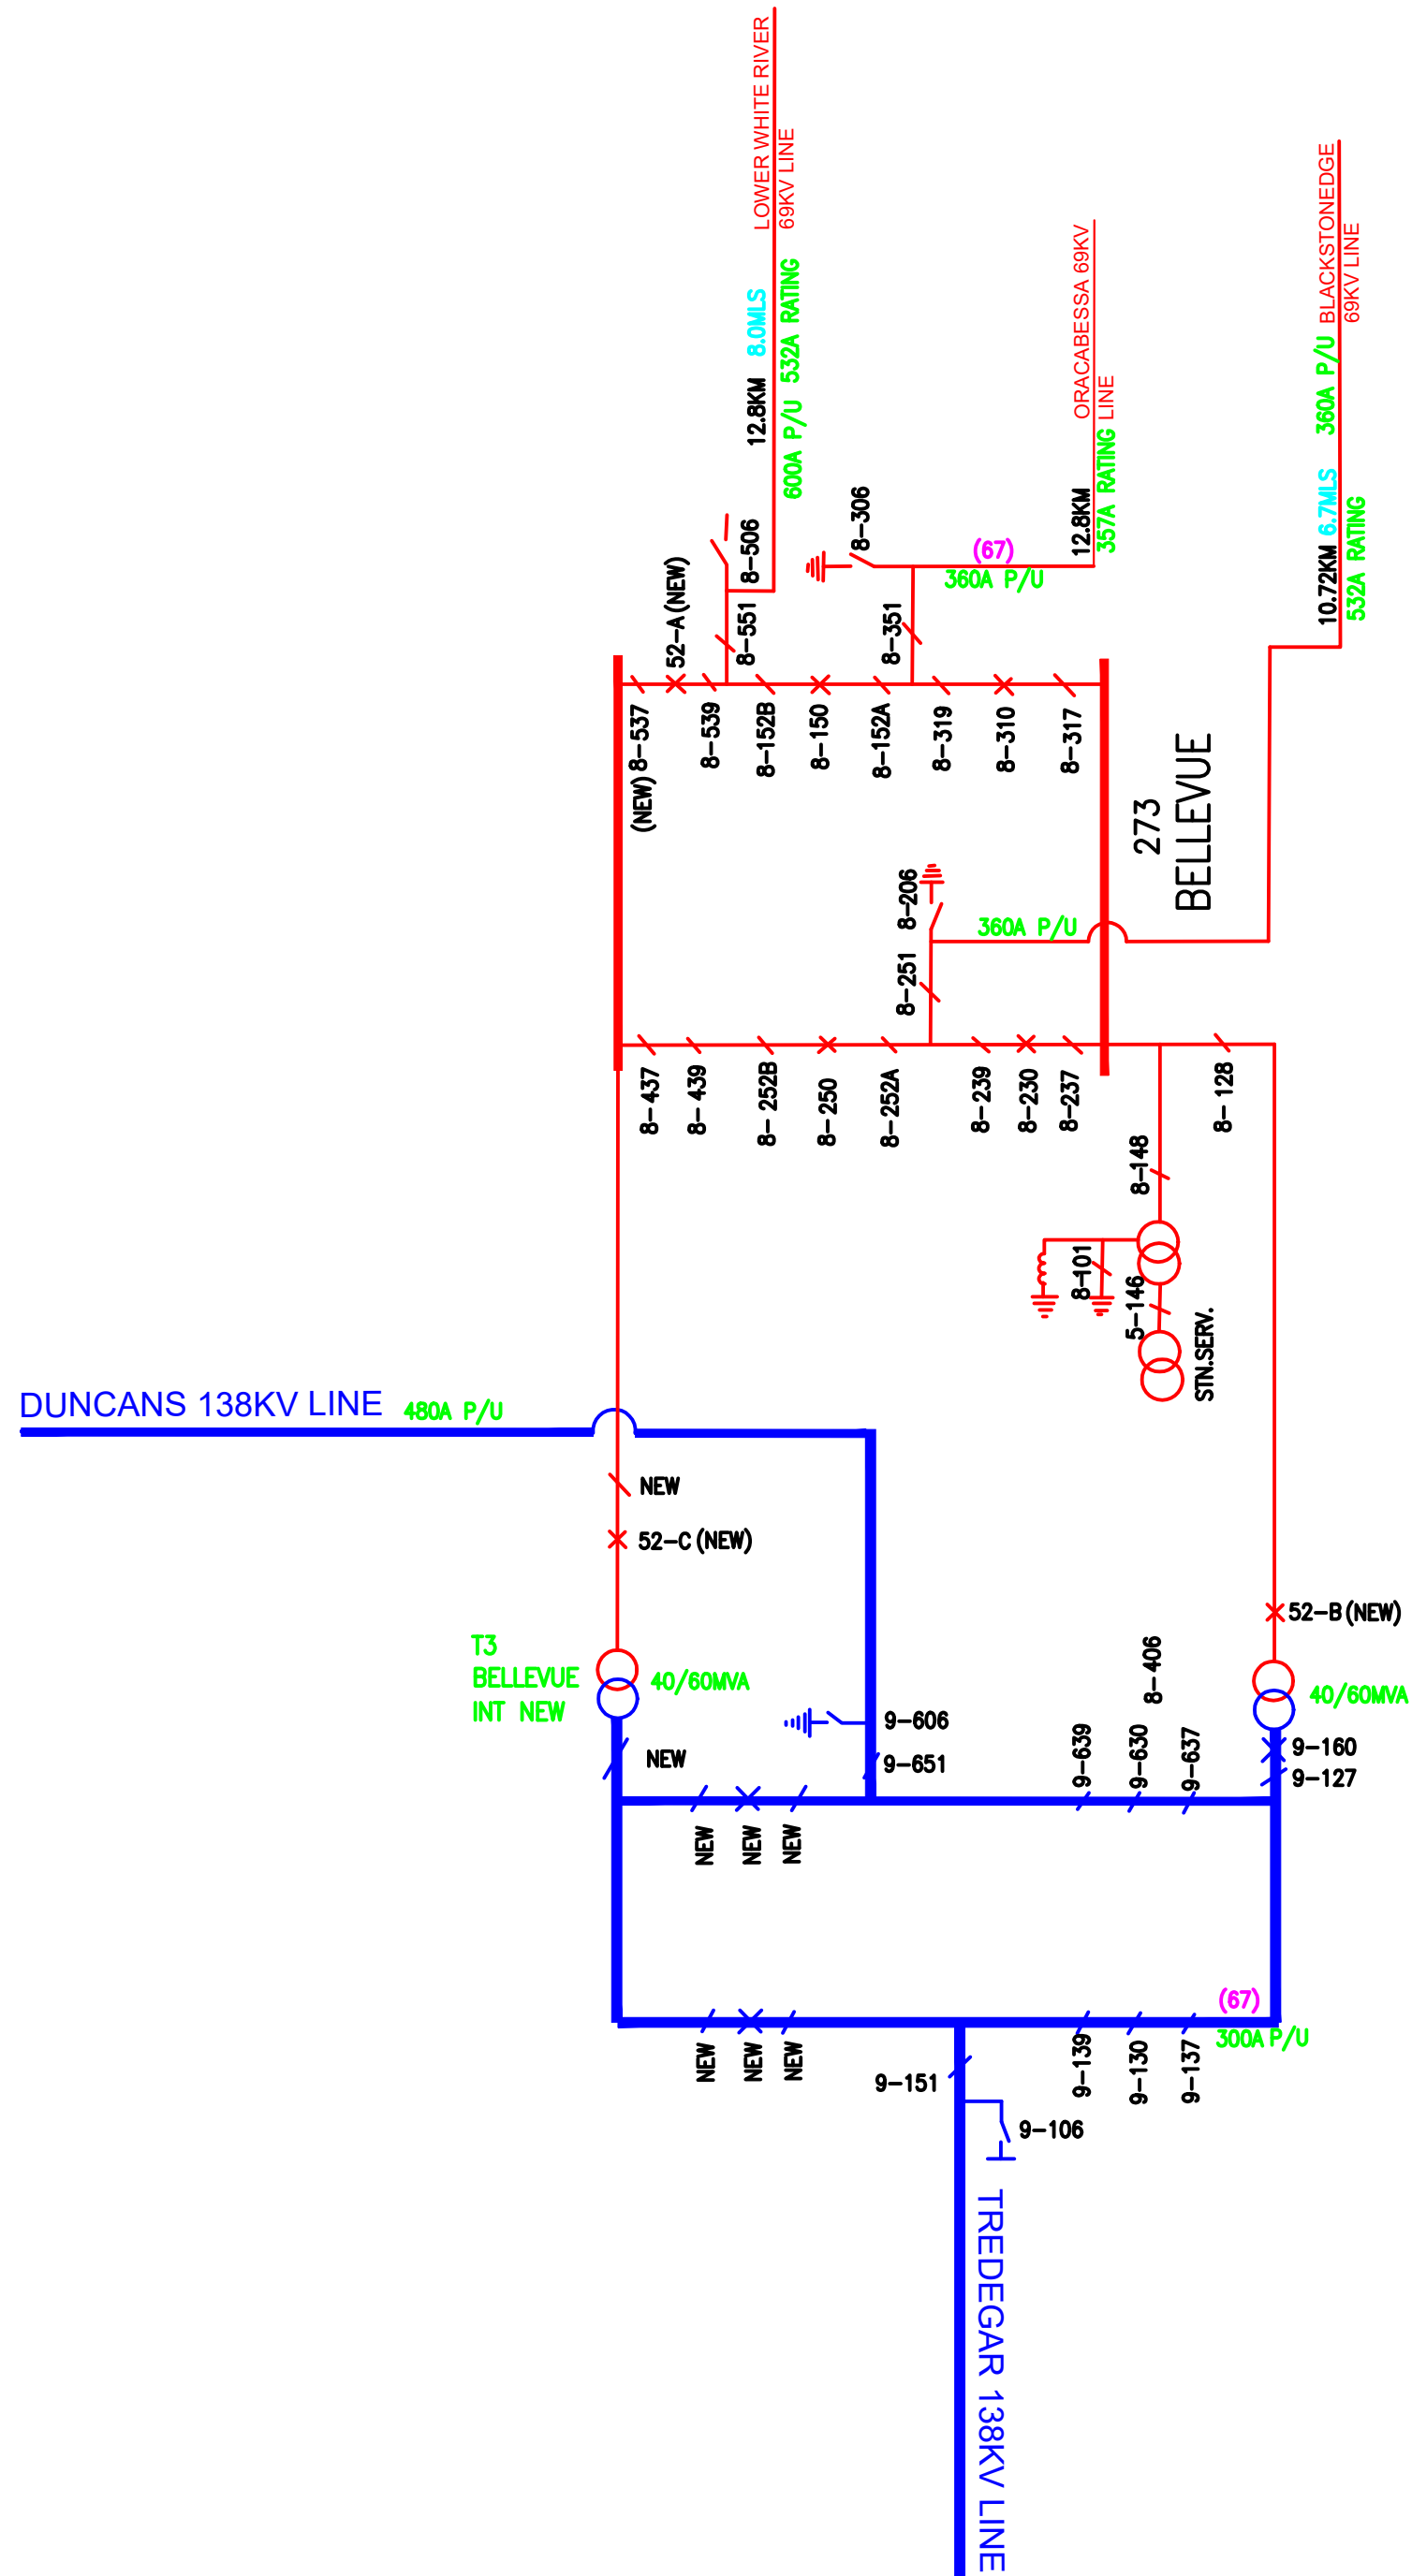 LOWER WHITE RIVER
69KV LINE
12.8KM 8.0MLS
600A P/U 532A RATING
ORACABESSA 69KV
LINE
12.8KM
357A RATING
BLACKSTONEDGE
69KV LINE
360A P/U
10.72KM 6.7MLS
532A RATING
8-506
8-306
(67)
360A P/U
52-A(NEW)
8-551
8-351
(NEW) 8-537
8-539
8-152B
8-150
8-152A
8-319
8-310
8-317
273
BELLEVUE
8-206
360A P/U
8-251
8-437
8-439
8-252B
8-250
8-252A
8-239
8-230
8-237
8-128
8-148
8-101
5-146
STN.SERV.
DUNCANS 138KV LINE
480A P/U
NEW
52-C (NEW)
52-B (NEW)
T3
BELLEVUE
INT NEW
40/60MVA
8-406
40/60MVA
9-606
9-651
NEW
9-639
9-630
9-637
9-160
9-127
NEW
NEW
NEW
(67)
300A P/U
NEW
NEW
NEW
9-151
9-139
9-130
9-137
9-106
TREDEGAR 138KV LINE